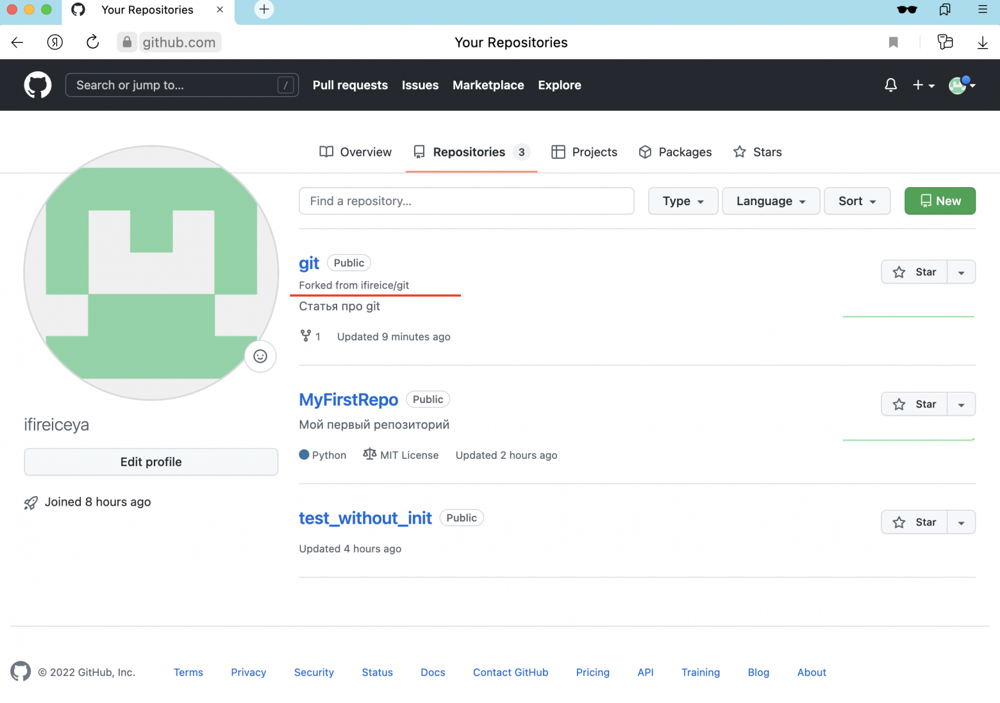 Your Repositories
github.com
Your Repositories
Search or jump to... /
Pull requests
Issues
Marketplace
Explore
Overview
Repositories 3
Projects
Packages
Stars
Find a repository...
Type
Language
Sort
New
git Public
Star
Forked from ifireice/git
Статья про git
1 Updated 9 minutes ago
MyFirstRepo Public
Star
Мой первый репозиторий
Python MIT License Updated 2 hours ago
test_without_init Public
Star
Updated 4 hours ago
ifireiceya
Edit profile
Joined 8 hours ago
© 2022 GitHub, Inc.
Terms
Privacy
Security
Status
Docs
Contact GitHub
Pricing
API
Training
Blog
About